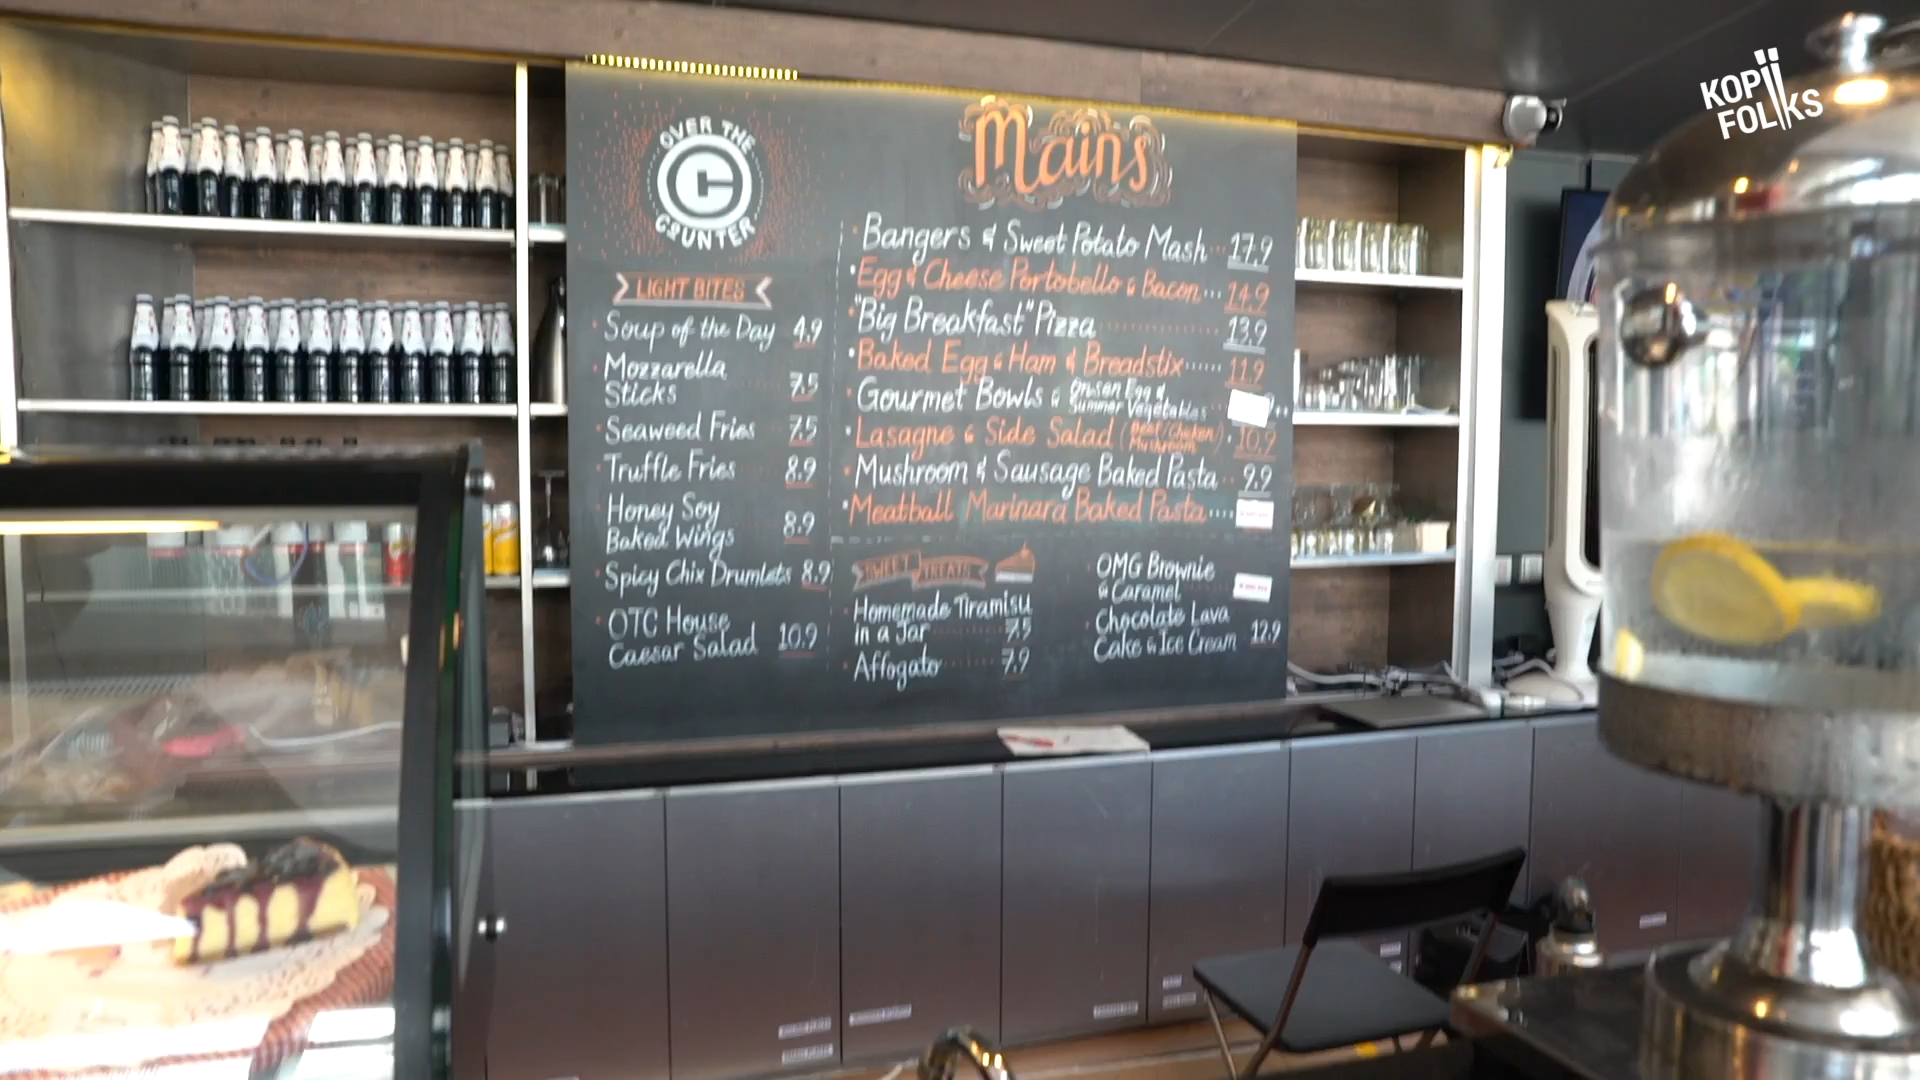 KOPii
FOLKS
OVER THE
C
COUNTER
LIGHT BITES
Soup of the Day 4.9
Mozzarella
Sticks 7.5
Seaweed Fries 7.5
Truffle Fries 8.9
Honey Soy
Baked Wings 8.9
Spicy Chix Drumlets 8.9
OTC House
Caesar Salad 10.9
Mains
Bangers & Sweet Potato Mash 17.9
Egg & Cheese Portobello & Bacon 14.9
"Big Breakfast" Pizza 13.9
Baked Egg & Ham & Breadstix 11.9
Gourmet Bowls Egg &
Summer Vegetables
Lasagne & Side Salad (Beef/Chicken/ 10.9
Mushroom)
Mushroom & Sausage Baked Pasta 9.9
Meatball Marinara Baked Pasta
SWEET TREATS
Homemade Tiramisu
in a Jar 7.5
Affogato 7.9
OMG Brownie
Caramel
Chocolate Lava
Cake & Ice Cream 12.9